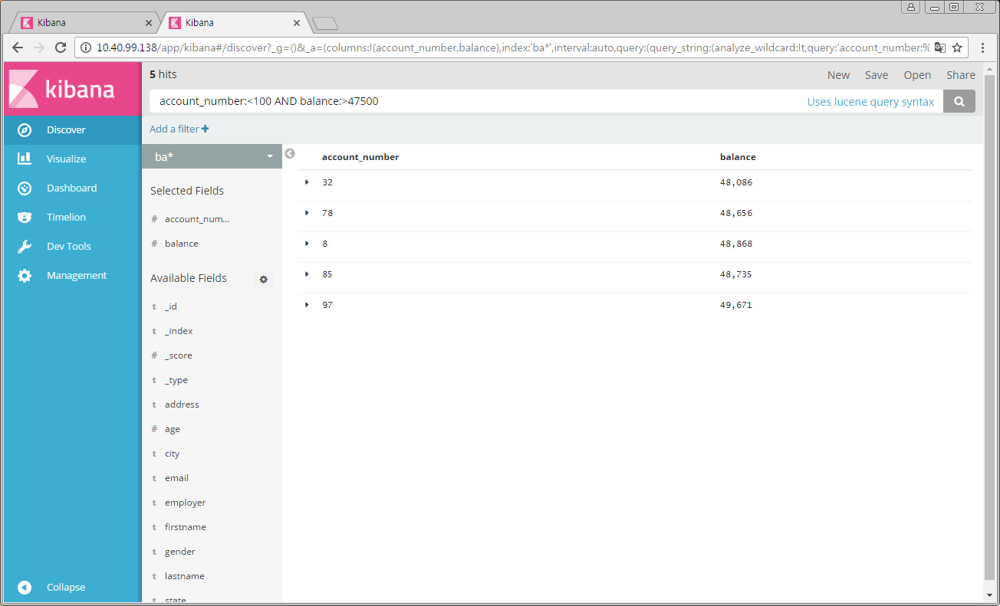 Kibana
Kibana
10.40.99.138/app/kibana#/discover?_g=()&_a=(columns:!(account_number,balance),index:'ba*',interval:auto,query:(query_string:(analyze_wildcard:!t,query:'account_number:%
kibana
5 hits
New Save Open Share
account_number:<100 AND balance:>47500
Uses lucene query syntax
Add a filter +
Discover
Visualize
Dashboard
Timelion
Dev Tools
Management
Collapse
ba*
Selected Fields
# account_num...
# balance
Available Fields
t _id
t _index
# _score
t _type
t address
# age
t city
t email
t employer
t firstname
t gender
t lastname
t state
account_number balance
32 48,086
78 48,656
8 48,868
85 48,735
97 49,671